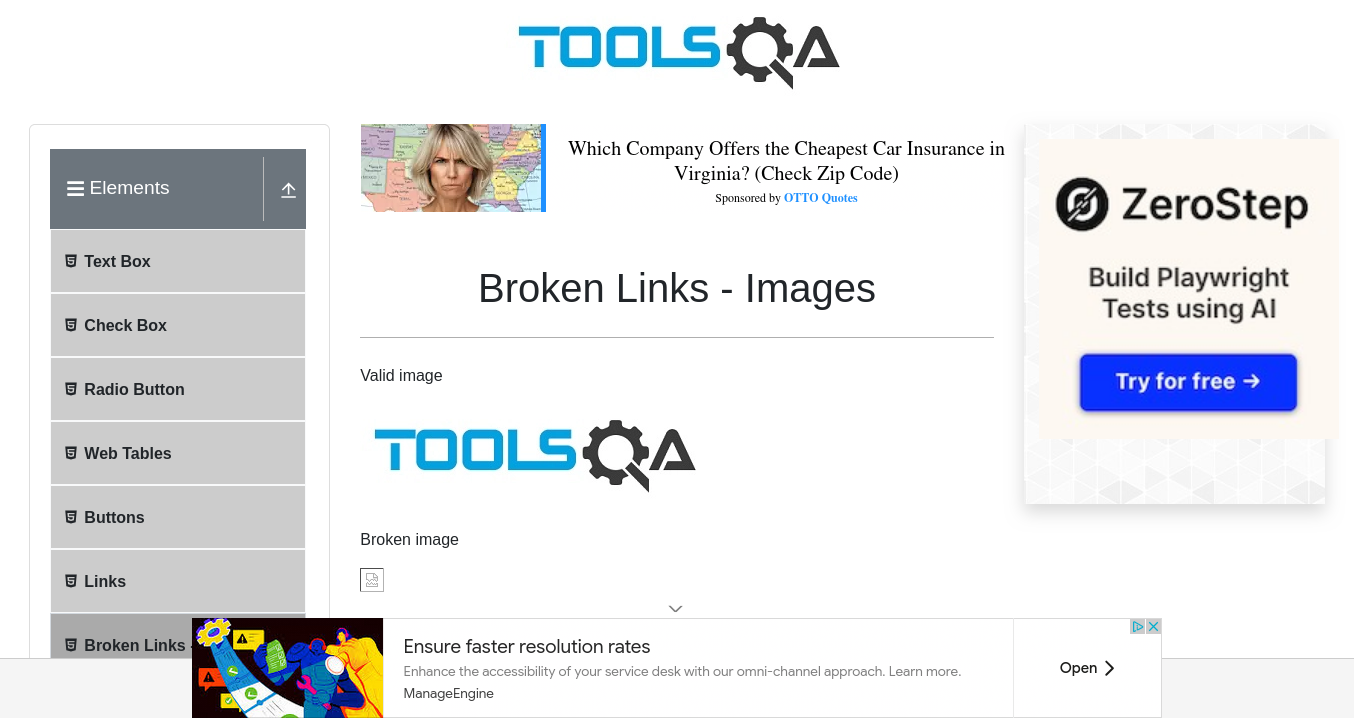 TOOLSQA
Elements
Text Box
Check Box
Radio Button
Web Tables
Buttons
Links
Broken Links -
Which Company Offers the Cheapest Car Insurance in
Virginia? (Check Zip Code)
Sponsored by OTTO Quotes
Broken Links - Images
Valid image
TOOLSQA
Broken image
ZeroStep
Build Playwright
Tests using AI
Try for free →
Ensure faster resolution rates
Enhance the accessibility of your service desk with our omni-channel approach. Learn more.
ManageEngine
Open